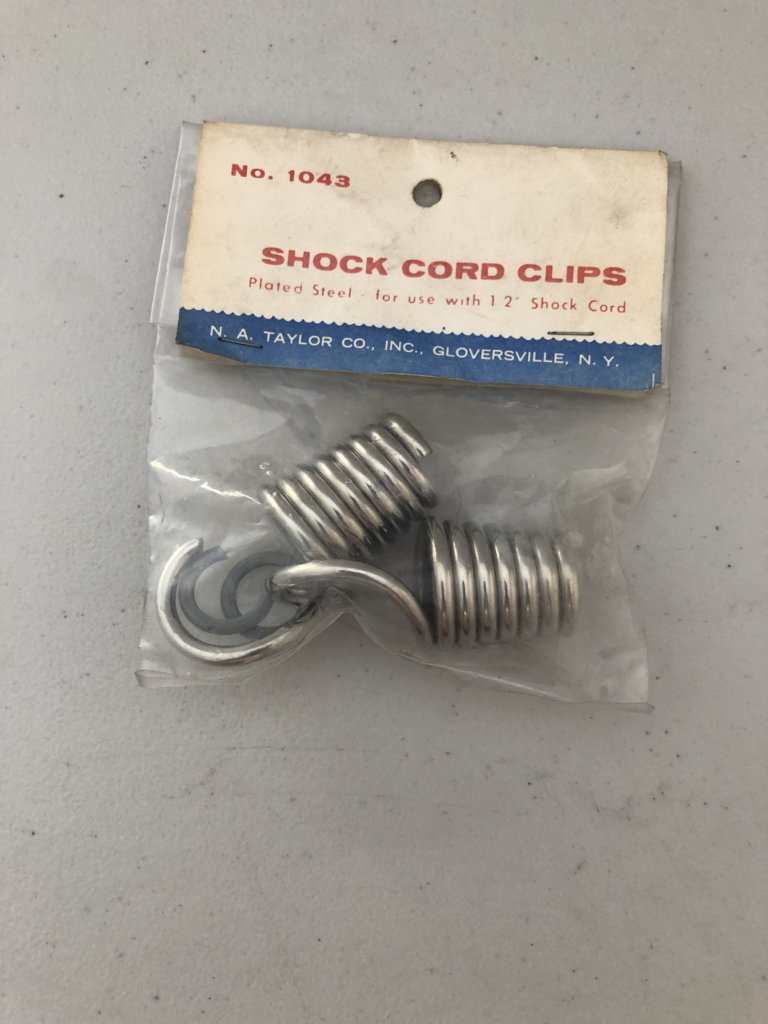 No. 1043
SHOCK CORD CLIPS
Plated Steel - for use with 1 2" Shock Cord
N. A. TAYLOR CO., INC., GLOVERSVILLE, N. Y.